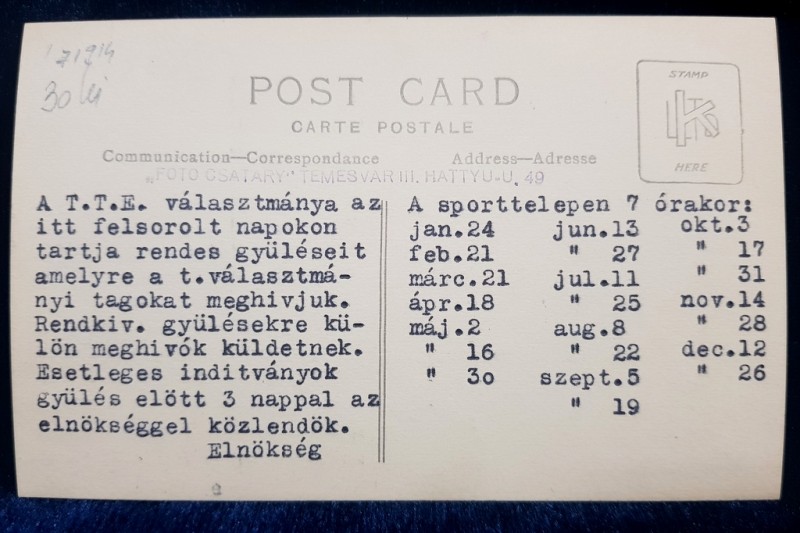 71914
30 lei
POST CARD
CARTE POSTALE
STAMP
HERE
Communication—Correspondance
Address—Adresse
„FOTO CSATÁRY" TEMESVÁR III. HATTYU-U. 49
A T.T.E. választmánya az
itt felsorolt napokon
tartja rendes gyüléseit
amelyre a t.választmá-
nyi tagokat meghivjuk.
Rendkiv. gyülésekre kü-
lön meghivók küldetnek.
Esetleges inditványok
gyülés elött 3 nappal az
elnökséggel közlendök.
Elnökség
A sporttelepen 7 órakor:
jan.24 jun.13 okt.3
feb.21 " 27 " 17
márc.21 jul.11 " 31
ápr.18 " 25 nov.14
máj.2 aug.8 " 28
" 16 " 22 dec.12
" 3o szept.5 " 26
" 19